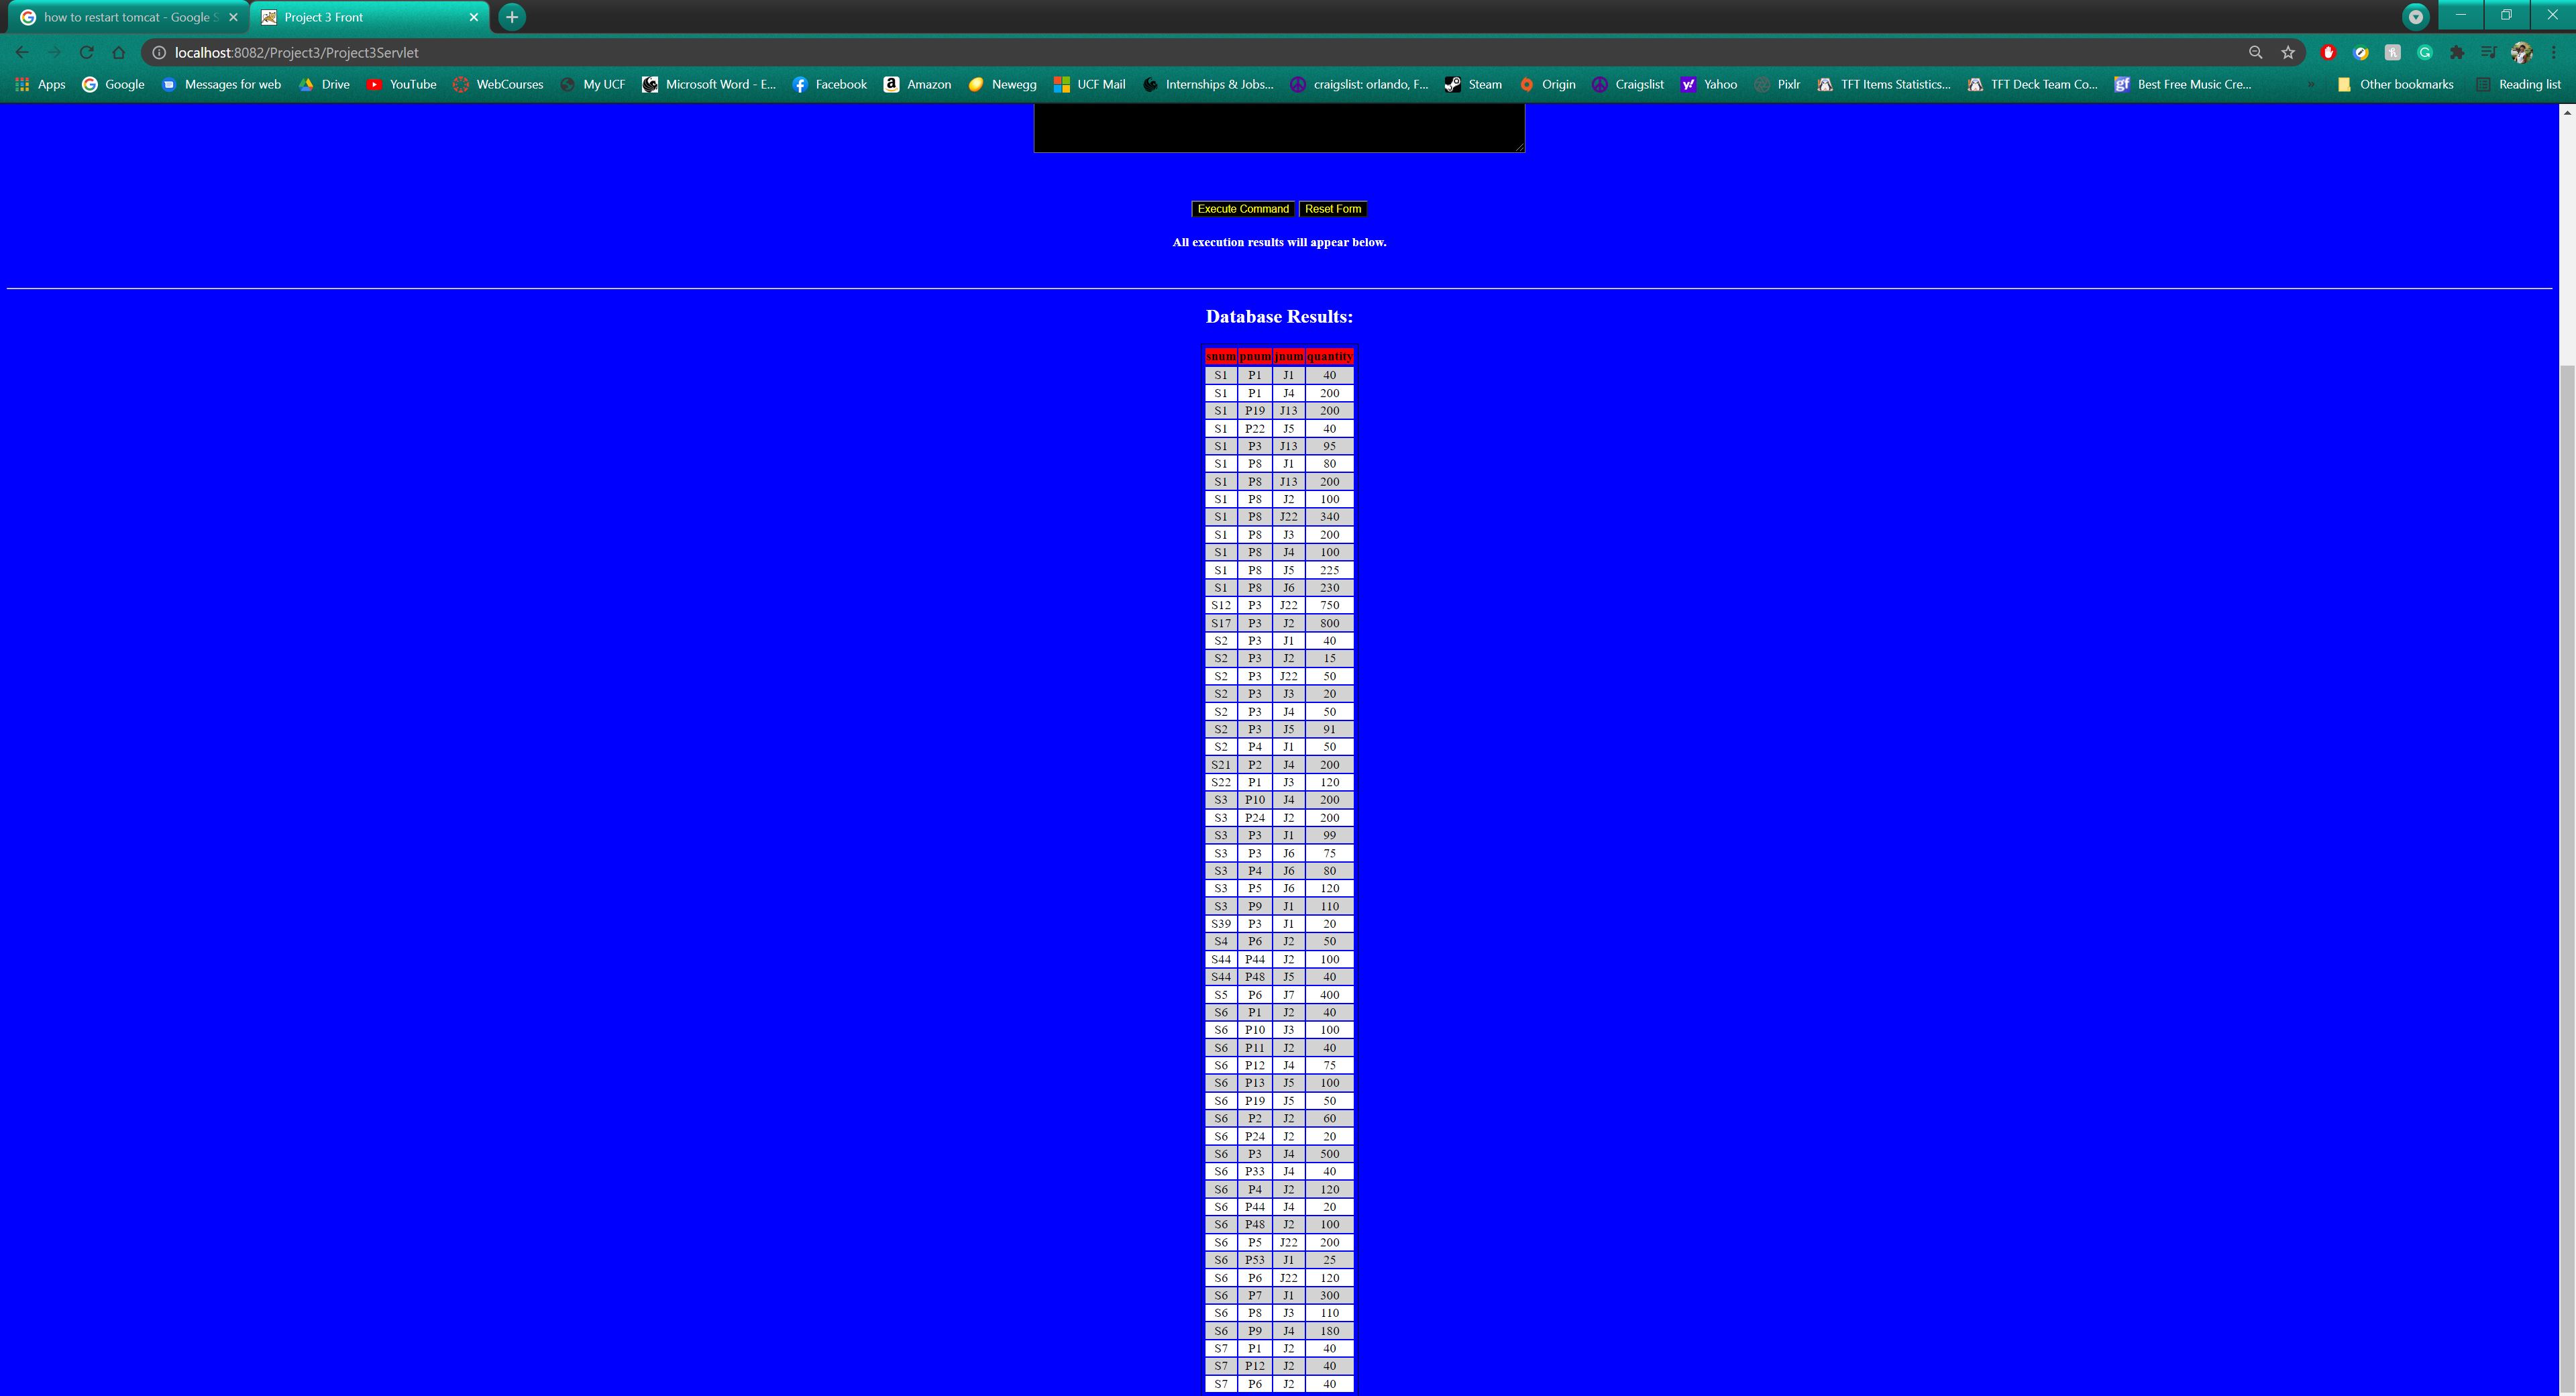 how to restart tomcat - Google S
Project 3 Front
localhost:8082/Project3/Project3Servlet
Apps Google Messages for web Drive YouTube WebCourses My UCF Microsoft Word - E... Facebook Amazon Newegg UCF Mail Internships & Jobs... craigslist: orlando, F... Steam Origin Craigslist Yahoo Pixlr TFT Items Statistics... TFT Deck Team Co... Best Free Music Cre... » Other bookmarks Reading list
Execute Command Reset Form
All execution results will appear below.
Database Results:
snum pnum jnum quantity
S1 P1 J1 40
S1 P1 J4 200
S1 P19 J13 200
S1 P22 J5 40
S1 P3 J13 95
S1 P8 J1 80
S1 P8 J13 200
S1 P8 J2 100
S1 P8 J22 340
S1 P8 J3 200
S1 P8 J4 100
S1 P8 J5 225
S1 P8 J6 230
S12 P3 J22 750
S17 P3 J2 800
S2 P3 J1 40
S2 P3 J2 15
S2 P3 J22 50
S2 P3 J3 20
S2 P3 J4 50
S2 P3 J5 91
S2 P4 J1 50
S21 P2 J4 200
S22 P1 J3 120
S3 P10 J4 200
S3 P24 J2 200
S3 P3 J1 99
S3 P3 J6 75
S3 P4 J6 80
S3 P5 J6 120
S3 P9 J1 110
S39 P3 J1 20
S4 P6 J2 50
S44 P44 J2 100
S44 P48 J5 40
S5 P6 J7 400
S6 P1 J2 40
S6 P10 J3 100
S6 P11 J2 40
S6 P12 J4 75
S6 P13 J5 100
S6 P19 J5 50
S6 P2 J2 60
S6 P24 J2 20
S6 P3 J4 500
S6 P33 J4 40
S6 P4 J2 120
S6 P44 J4 20
S6 P48 J2 100
S6 P5 J22 200
S6 P53 J1 25
S6 P6 J22 120
S6 P7 J1 300
S6 P8 J3 110
S6 P9 J4 180
S7 P1 J2 40
S7 P12 J2 40
S7 P6 J2 40